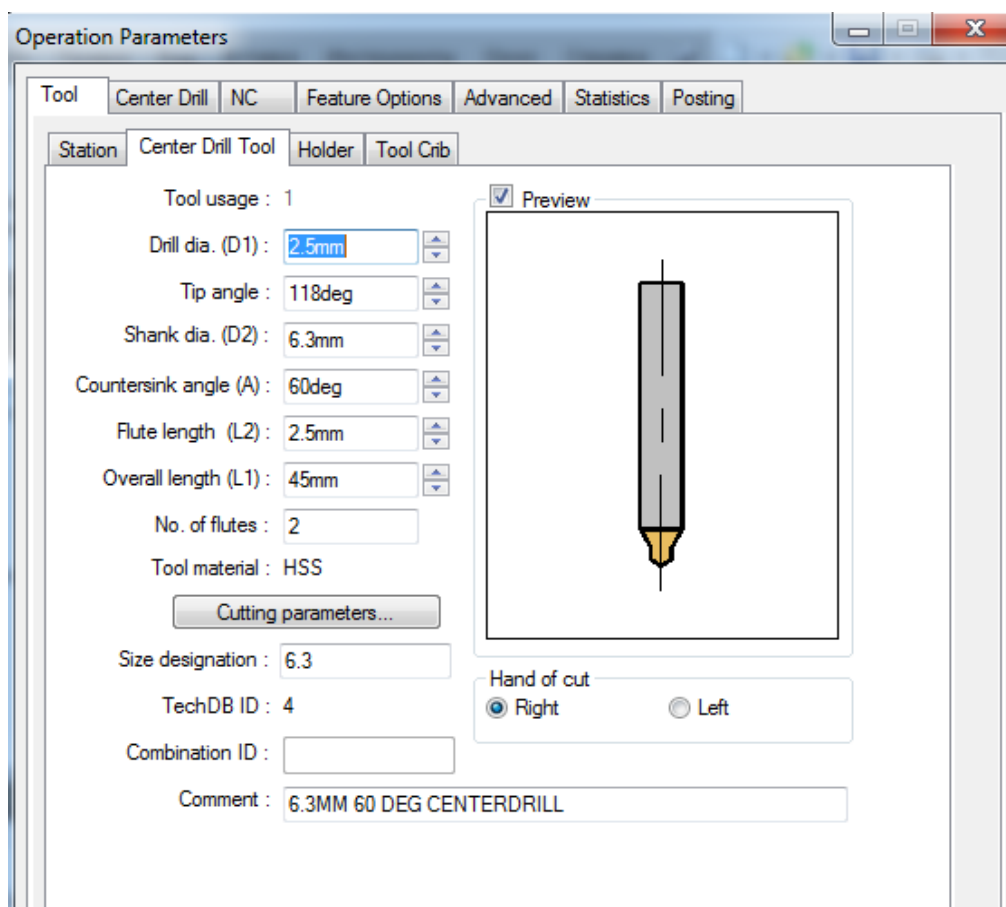 Operation Parameters
Tool Center Drill NC Feature Options Advanced Statistics Posting
Station Center Drill Tool Holder Tool Crib
Tool usage : 1
Preview
Drill dia. (D1) : 2.5mm
Tip angle : 118deg
Shank dia. (D2) : 6.3mm
Countersink angle (A) : 60deg
Flute length (L2) : 2.5mm
Overall length (L1) : 45mm
No. of flutes : 2
Tool material : HSS
Cutting parameters...
Size designation : 6.3
Hand of cut
TechDB ID : 4
Right Left
Combination ID :
Comment : 6.3MM 60 DEG CENTERDRILL